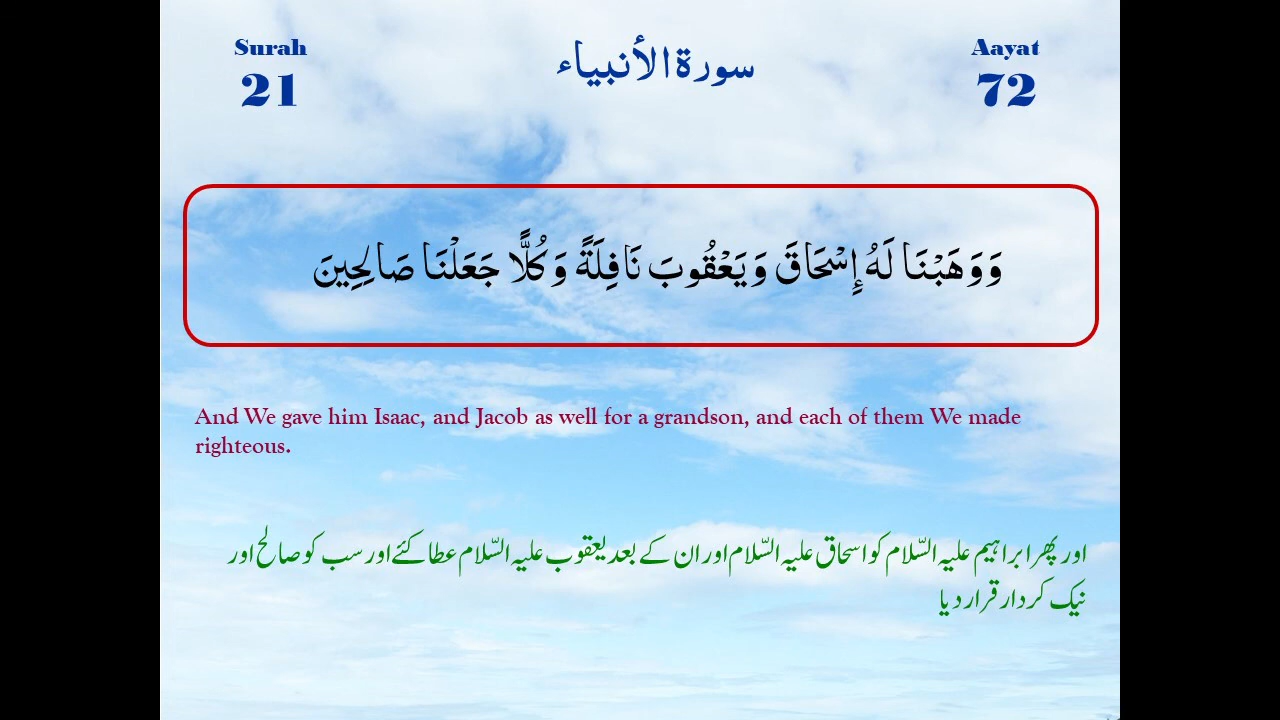 Surah
21
سورة الأنبياء
Aayat
72
وَوَهَبْنَا لَهُ إِسْحَاقَ وَيَعْقُوبَ نَافِلَةً وَكُلًّا جَعَلْنَا صَالِحِينَ
And We gave him Isaac, and Jacob as well for a grandson, and each of them We made
righteous.
اور پھر ابراہیم علیہ السّلام کو اسحاق علیہ السّلام اور ان کے بعد یعقوب علیہ السّلام عطا کئے اور سب کو صالح اور
نیک کردار قرار دیا